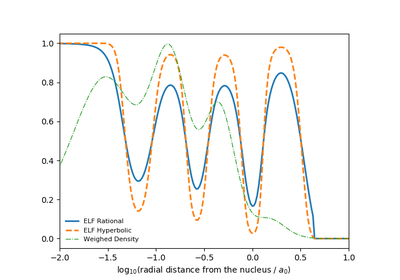 1.0
0.8
0.6
0.4
0.2
0.0
ELF Rational
ELF Hyperbolic
Weighed Density
−2.0 −1.5 −1.0 −0.5 0.0 0.5 1.0
log₁₀(radial distance from the nucleus / a₀)